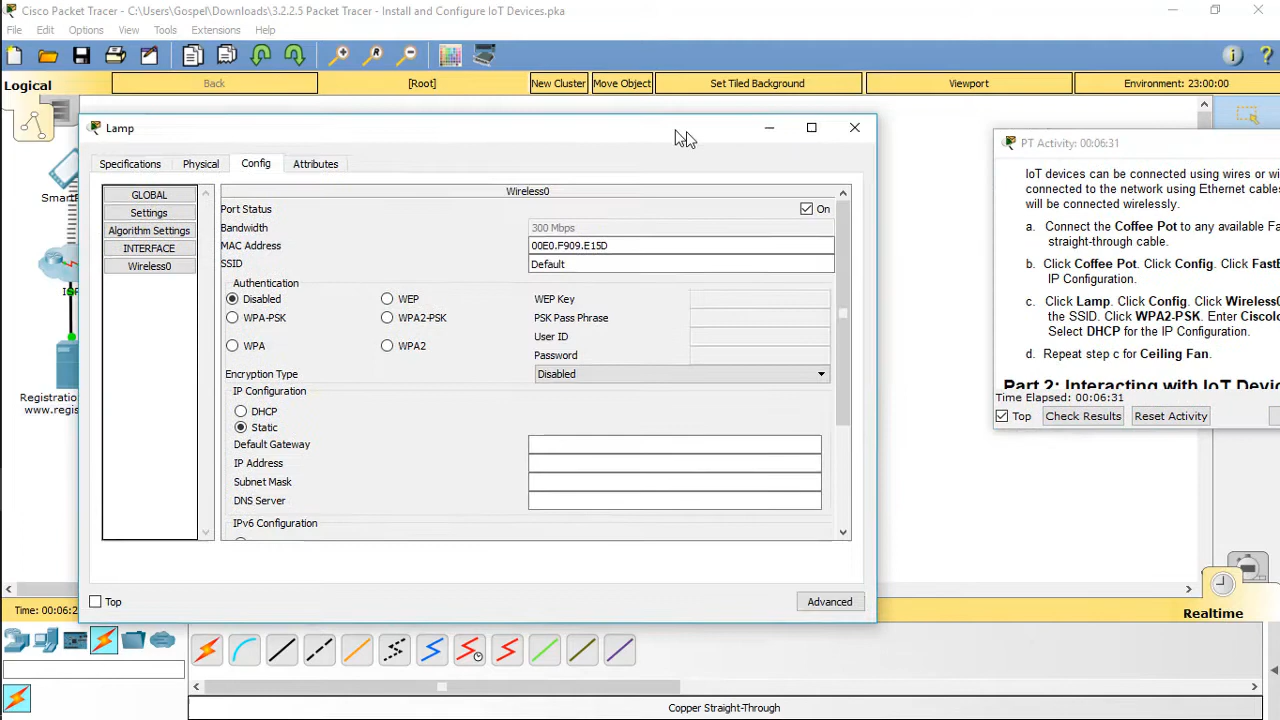 Cisco Packet Tracer - C:\Users\Gospel\Downloads\3.2.2.5 Packet Tracer - Install and Configure IoT Devices.pka
File Edit Options View Tools Extensions Help
Logical Back [Root] New Cluster Move Object Set Tiled Background Viewport Environment: 23:00:00
Lamp
Specifications Physical Config Attributes
GLOBAL
Settings
Algorithm Settings
INTERFACE
Wireless0
Wireless0
Port Status On
Bandwidth 300 Mbps
MAC Address 00E0.F909.E15D
SSID Default
Authentication
Disabled WEP WEP Key
WPA-PSK WPA2-PSK PSK Pass Phrase
User ID
WPA WPA2
Password
Encryption Type Disabled
IP Configuration
DHCP
Static
Default Gateway
IP Address
Subnet Mask
DNS Server
IPv6 Configuration
Top Advanced
PT Activity: 00:06:31
IoT devices can be connected using wires or wi
connected to the network using Ethernet cables
will be connected wirelessly.
a. Connect the Coffee Pot to any available Fa
straight-through cable.
b. Click Coffee Pot. Click Config. Click FastE
IP Configuration.
c. Click Lamp. Click Config. Click Wireless0
the SSID. Click WPA2-PSK. Enter Ciscolo
Select DHCP for the IP Configuration.
d. Repeat step c for Ceiling Fan.
Part 2: Interacting with IoT Devic
Time Elapsed: 00:06:31
Top Check Results Reset Activity
Smart
ISP
Registration
www.regist
Time: 00:06:2
Realtime
Copper Straight-Through